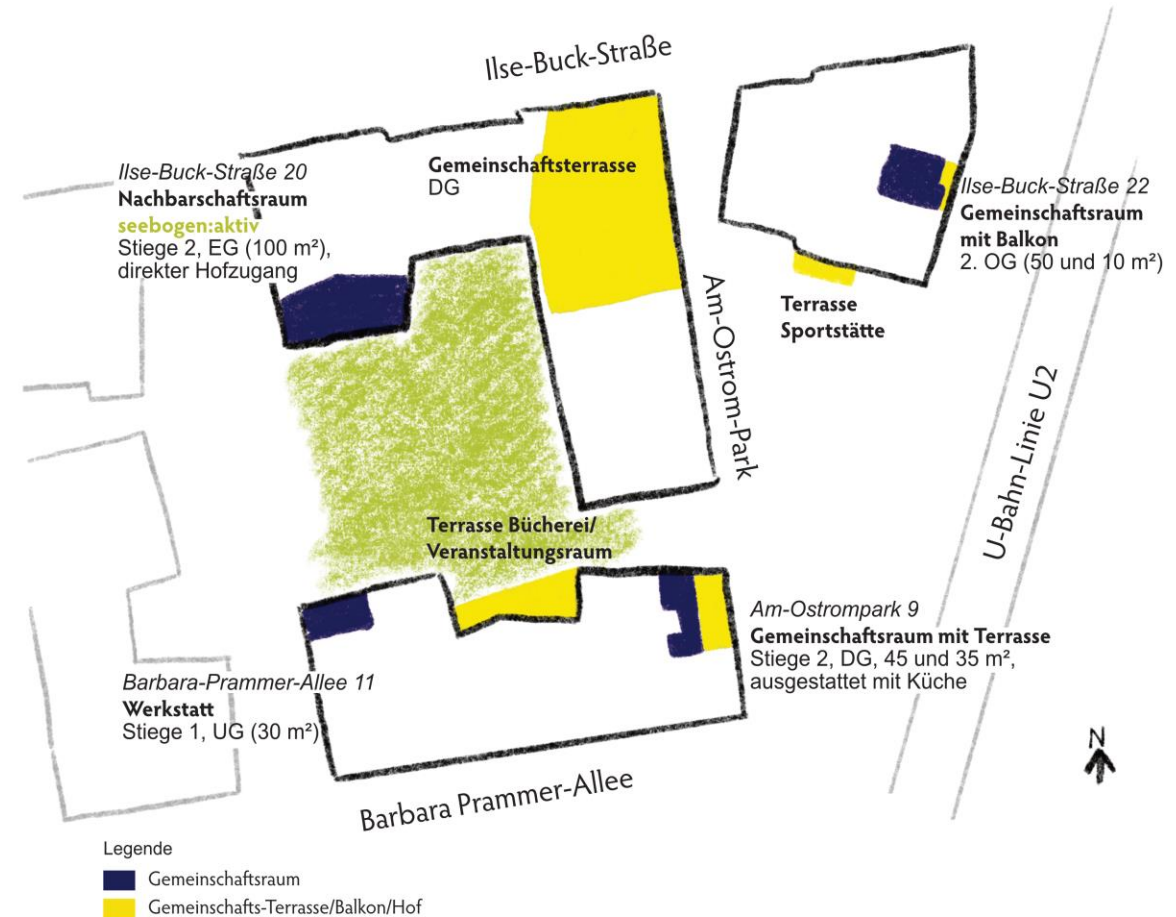 Ilse-Buck-Straße
Ilse-Buck-Straße 20
Nachbarschaftsraum
seebogen:aktiv
Stiege 2, EG (100 m²),
direkter Hofzugang
Gemeinschaftsterrasse
DG
Ilse-Buck-Straße 22
Gemeinschaftsraum
mit Balkon
2. OG (50 und 10 m²)
Terrasse
Sportstätte
Am-Ostrom-Park
U-Bahn-Linie U2
Terrasse Bücherei/
Veranstaltungsraum
Am-Ostrompark 9
Gemeinschaftsraum mit Terrasse
Stiege 2, DG, 45 und 35 m²,
ausgestattet mit Küche
Barbara-Prammer-Allee 11
Werkstatt
Stiege 1, UG (30 m²)
Barbara Prammer-Allee
N
Legende
Gemeinschaftsraum
Gemeinschafts-Terrasse/Balkon/Hof